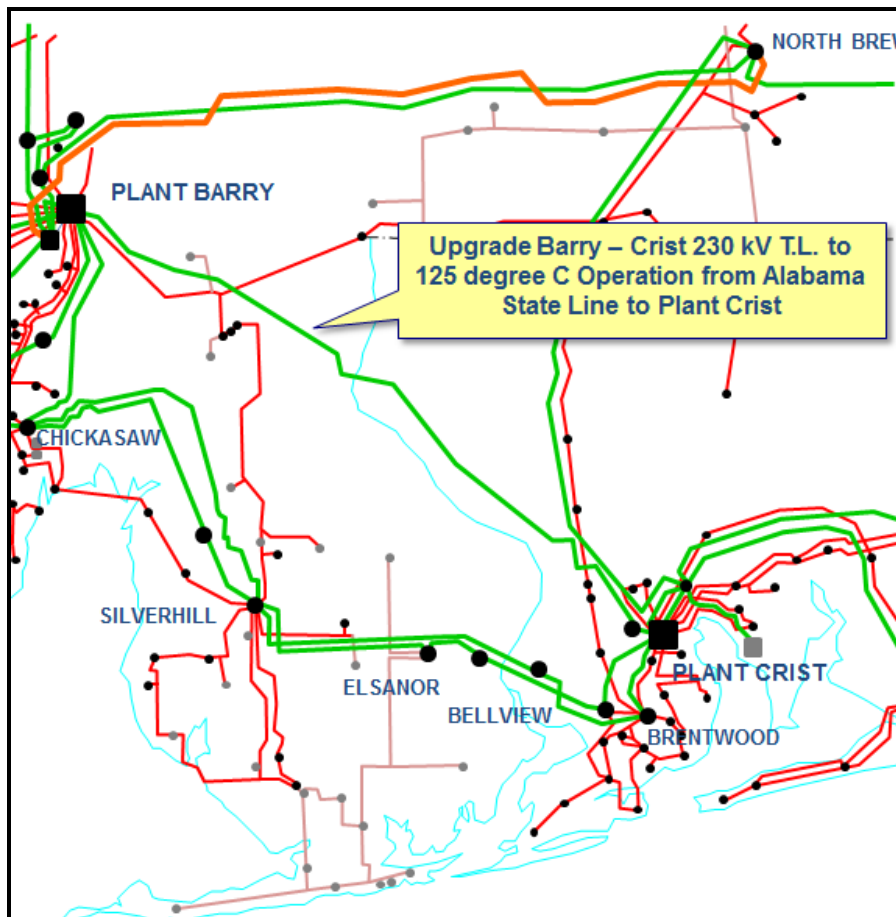 NORTH BREW
PLANT BARRY
Upgrade Barry – Crist 230 kV T.L. to
125 degree C Operation from Alabama
State Line to Plant Crist
CHICKASAW
SILVERHILL
ELSANOR
PLANT CRIST
BELLVIEW
BRENTWOOD